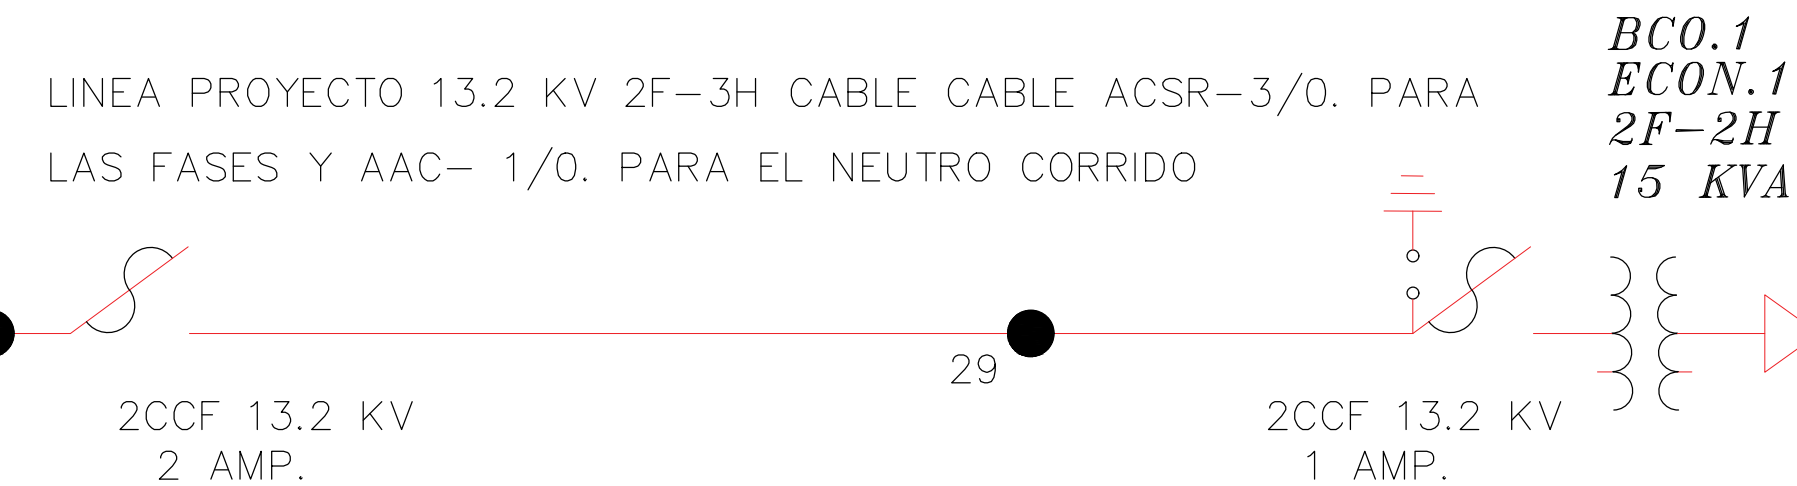 LINEA PROYECTO 13.2 KV 2F-3H CABLE CABLE ACSR-3/0. PARA
LAS FASES Y AAC- 1/0. PARA EL NEUTRO CORRIDO
BCO.1
ECON.1
2F-2H
15 KVA
29
2CCF 13.2 KV
2 AMP.
2CCF 13.2 KV
1 AMP.